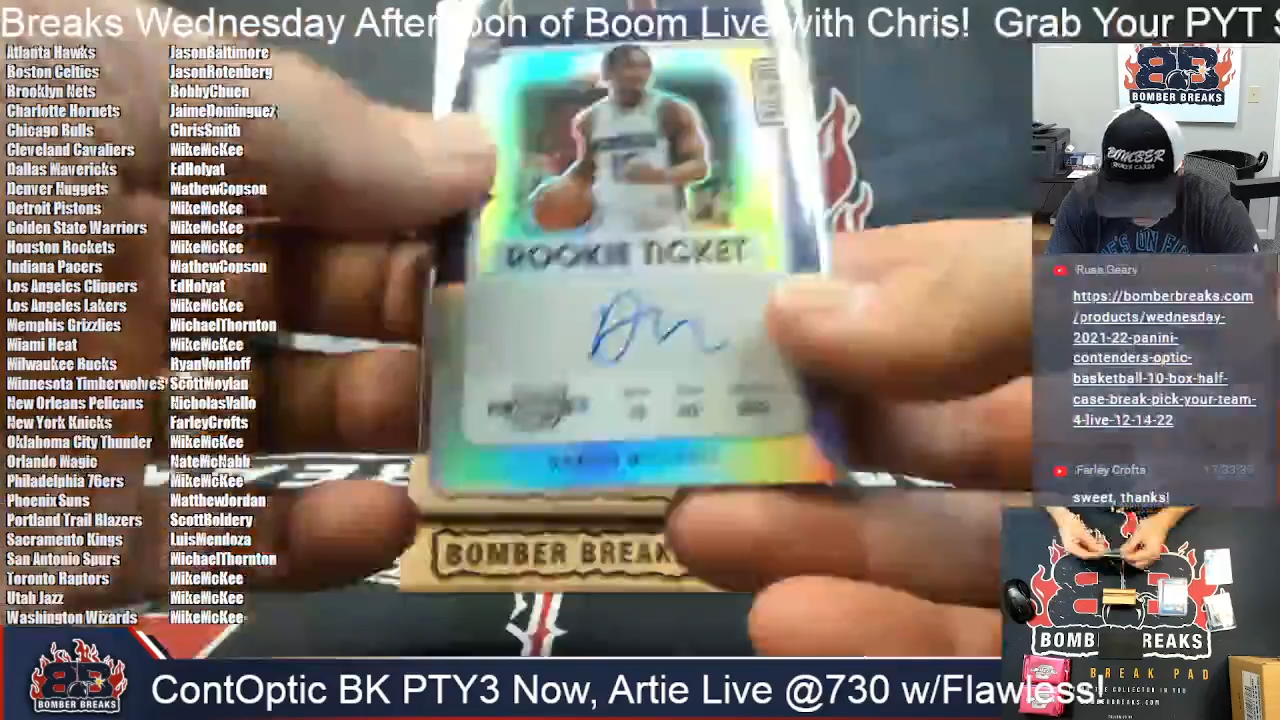 Breaks Wednesday Afternoon of Boom Live with Chris! Grab Your PYT S
Atlanta Hawks JasonBaltimore
Boston Celtics JasonRotenberg
Brooklyn Nets BobbyChuen
Charlotte Hornets JaimeDominguez
Chicago Bulls ChrisSmith
Cleveland Cavaliers MikeMcKee
Dallas Mavericks EdHolyat
Denver Nuggets MathewCopson
Detroit Pistons MikeMcKee
Golden State Warriors MikeMcKee
Houston Rockets MikeMcKee
Indiana Pacers MathewCopson
Los Angeles Clippers EdHolyat
Los Angeles Lakers MikeMcKee
Memphis Grizzlies MichaelThornton
Miami Heat MikeMcKee
Milwaukee Bucks RyanVonHoff
Minnesota Timberwolves ScottMoylan
New Orleans Pelicans NicholasVallo
New York Knicks FarleyCrofts
Oklahoma City Thunder MikeMcKee
Orlando Magic NateMcNabb
Philadelphia 76ers MikeMcKee
Phoenix Suns MatthewJordan
Portland Trail Blazers ScottBoldery
Sacramento Kings LuisMendoza
San Antonio Spurs MichaelThornton
Toronto Raptors MikeMcKee
Utah Jazz MikeMcKee
Washington Wizards MikeMcKee
ROOKIE TICKET
BOMBER BREAK
BB
BOMBER BREAKS
BOMBER
Russ Geary
https://bomberbreaks.com
/products/wednesday-
2021-22-panini-
contenders-optic-
basketball-10-box-half-
case-break-pick-your-team-
4-live-12-14-22
Farley Crofts
sweet, thanks!
BOMB REAKS
BREAK PAD
BOMBER BREAKS
ContOptic BK PTY3 Now, Artie Live @730 w/Flawless!